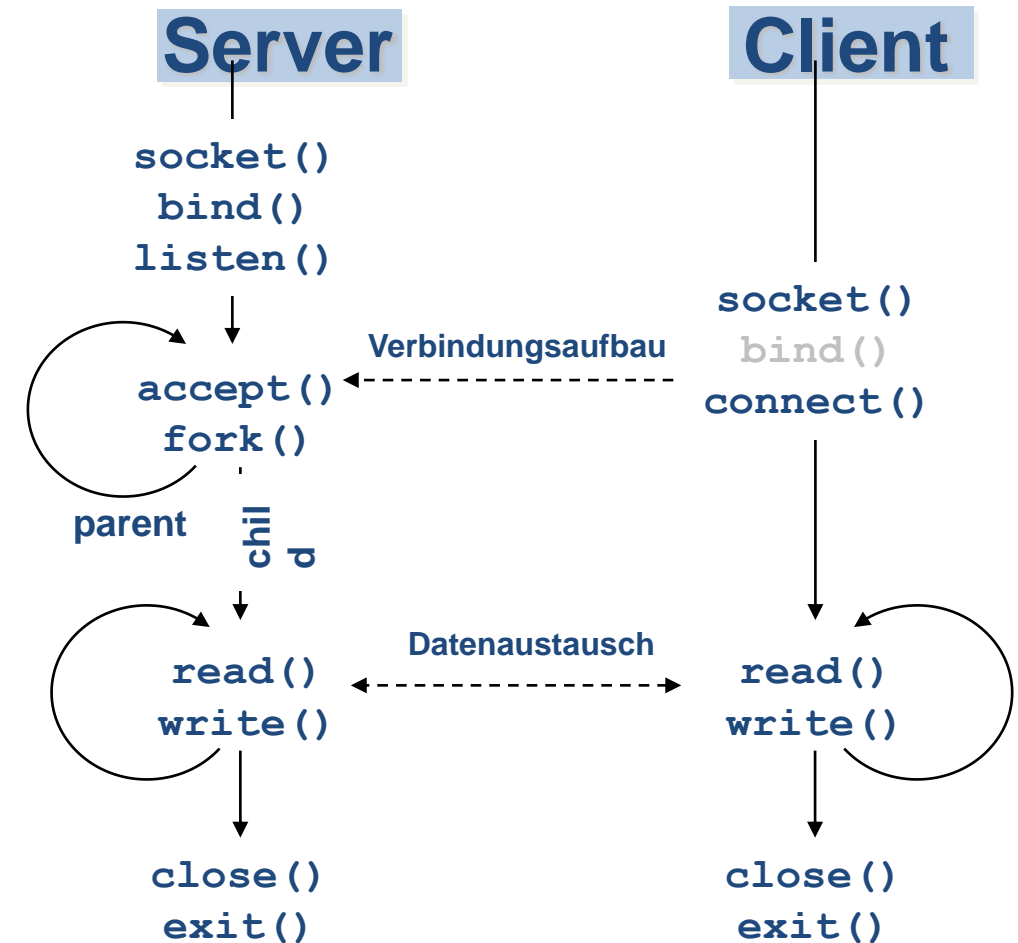 Server
Client
socket()
bind()
listen()
socket()
bind()
connect()
Verbindungsaufbau
accept()
fork()
parent
chil
d
Datenaustausch
read()
write()
read()
write()
close()
exit()
close()
exit()